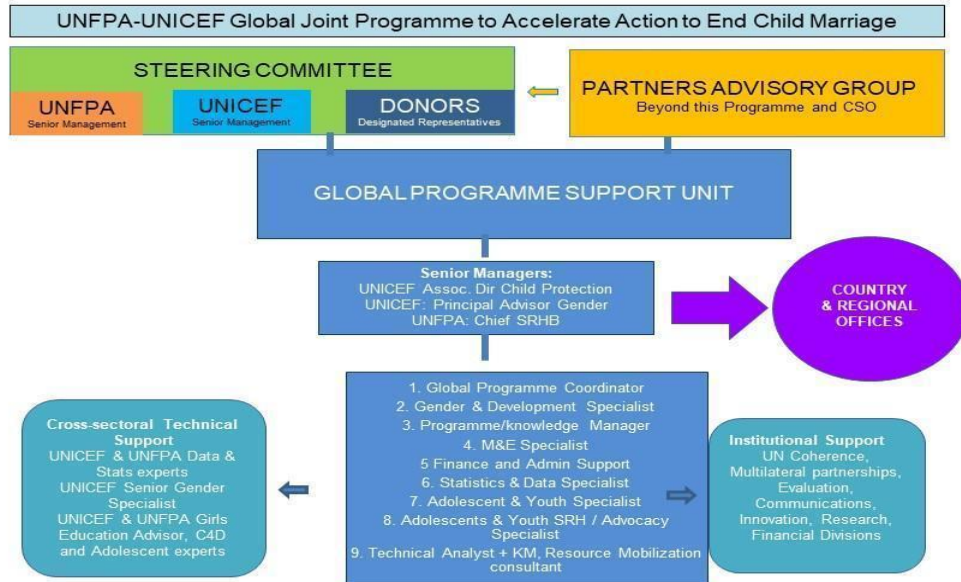 UNFPA-UNICEF Global Joint Programme to Accelerate Action to End Child Marriage
STEERING COMMITTEE
UNFPA
Senior Management
UNICEF
Senior Management
DONORS
Designated Representatives
PARTNERS ADVISORY GROUP
Beyond this Programme and CSO
GLOBAL PROGRAMME SUPPORT UNIT
Senior Managers:
UNICEF Assoc. Dir Child Protection
UNICEF: Principal Advisor Gender
UNFPA: Chief SRHB
COUNTRY
& REGIONAL
OFFICES
Cross-sectoral Technical
Support
UNICEF & UNFPA Data &
Stats experts
UNICEF Senior Gender
Specialist
UNICEF & UNFPA Girls
Education Advisor, C4D
and Adolescent experts
1. Global Programme Coordinator
2. Gender & Development Specialist
3. Programme/knowledge Manager
4. M&E Specialist
5 Finance and Admin Support
6. Statistics & Data Specialist
7. Adolescent & Youth Specialist
8. Adolescents & Youth SRH / Advocacy
Specialist
9. Technical Analyst + KM, Resource Mobilization
consultant
Institutional Support
UN Coherence,
Multilateral partnerships,
Evaluation,
Communications,
Innovation, Research,
Financial Divisions